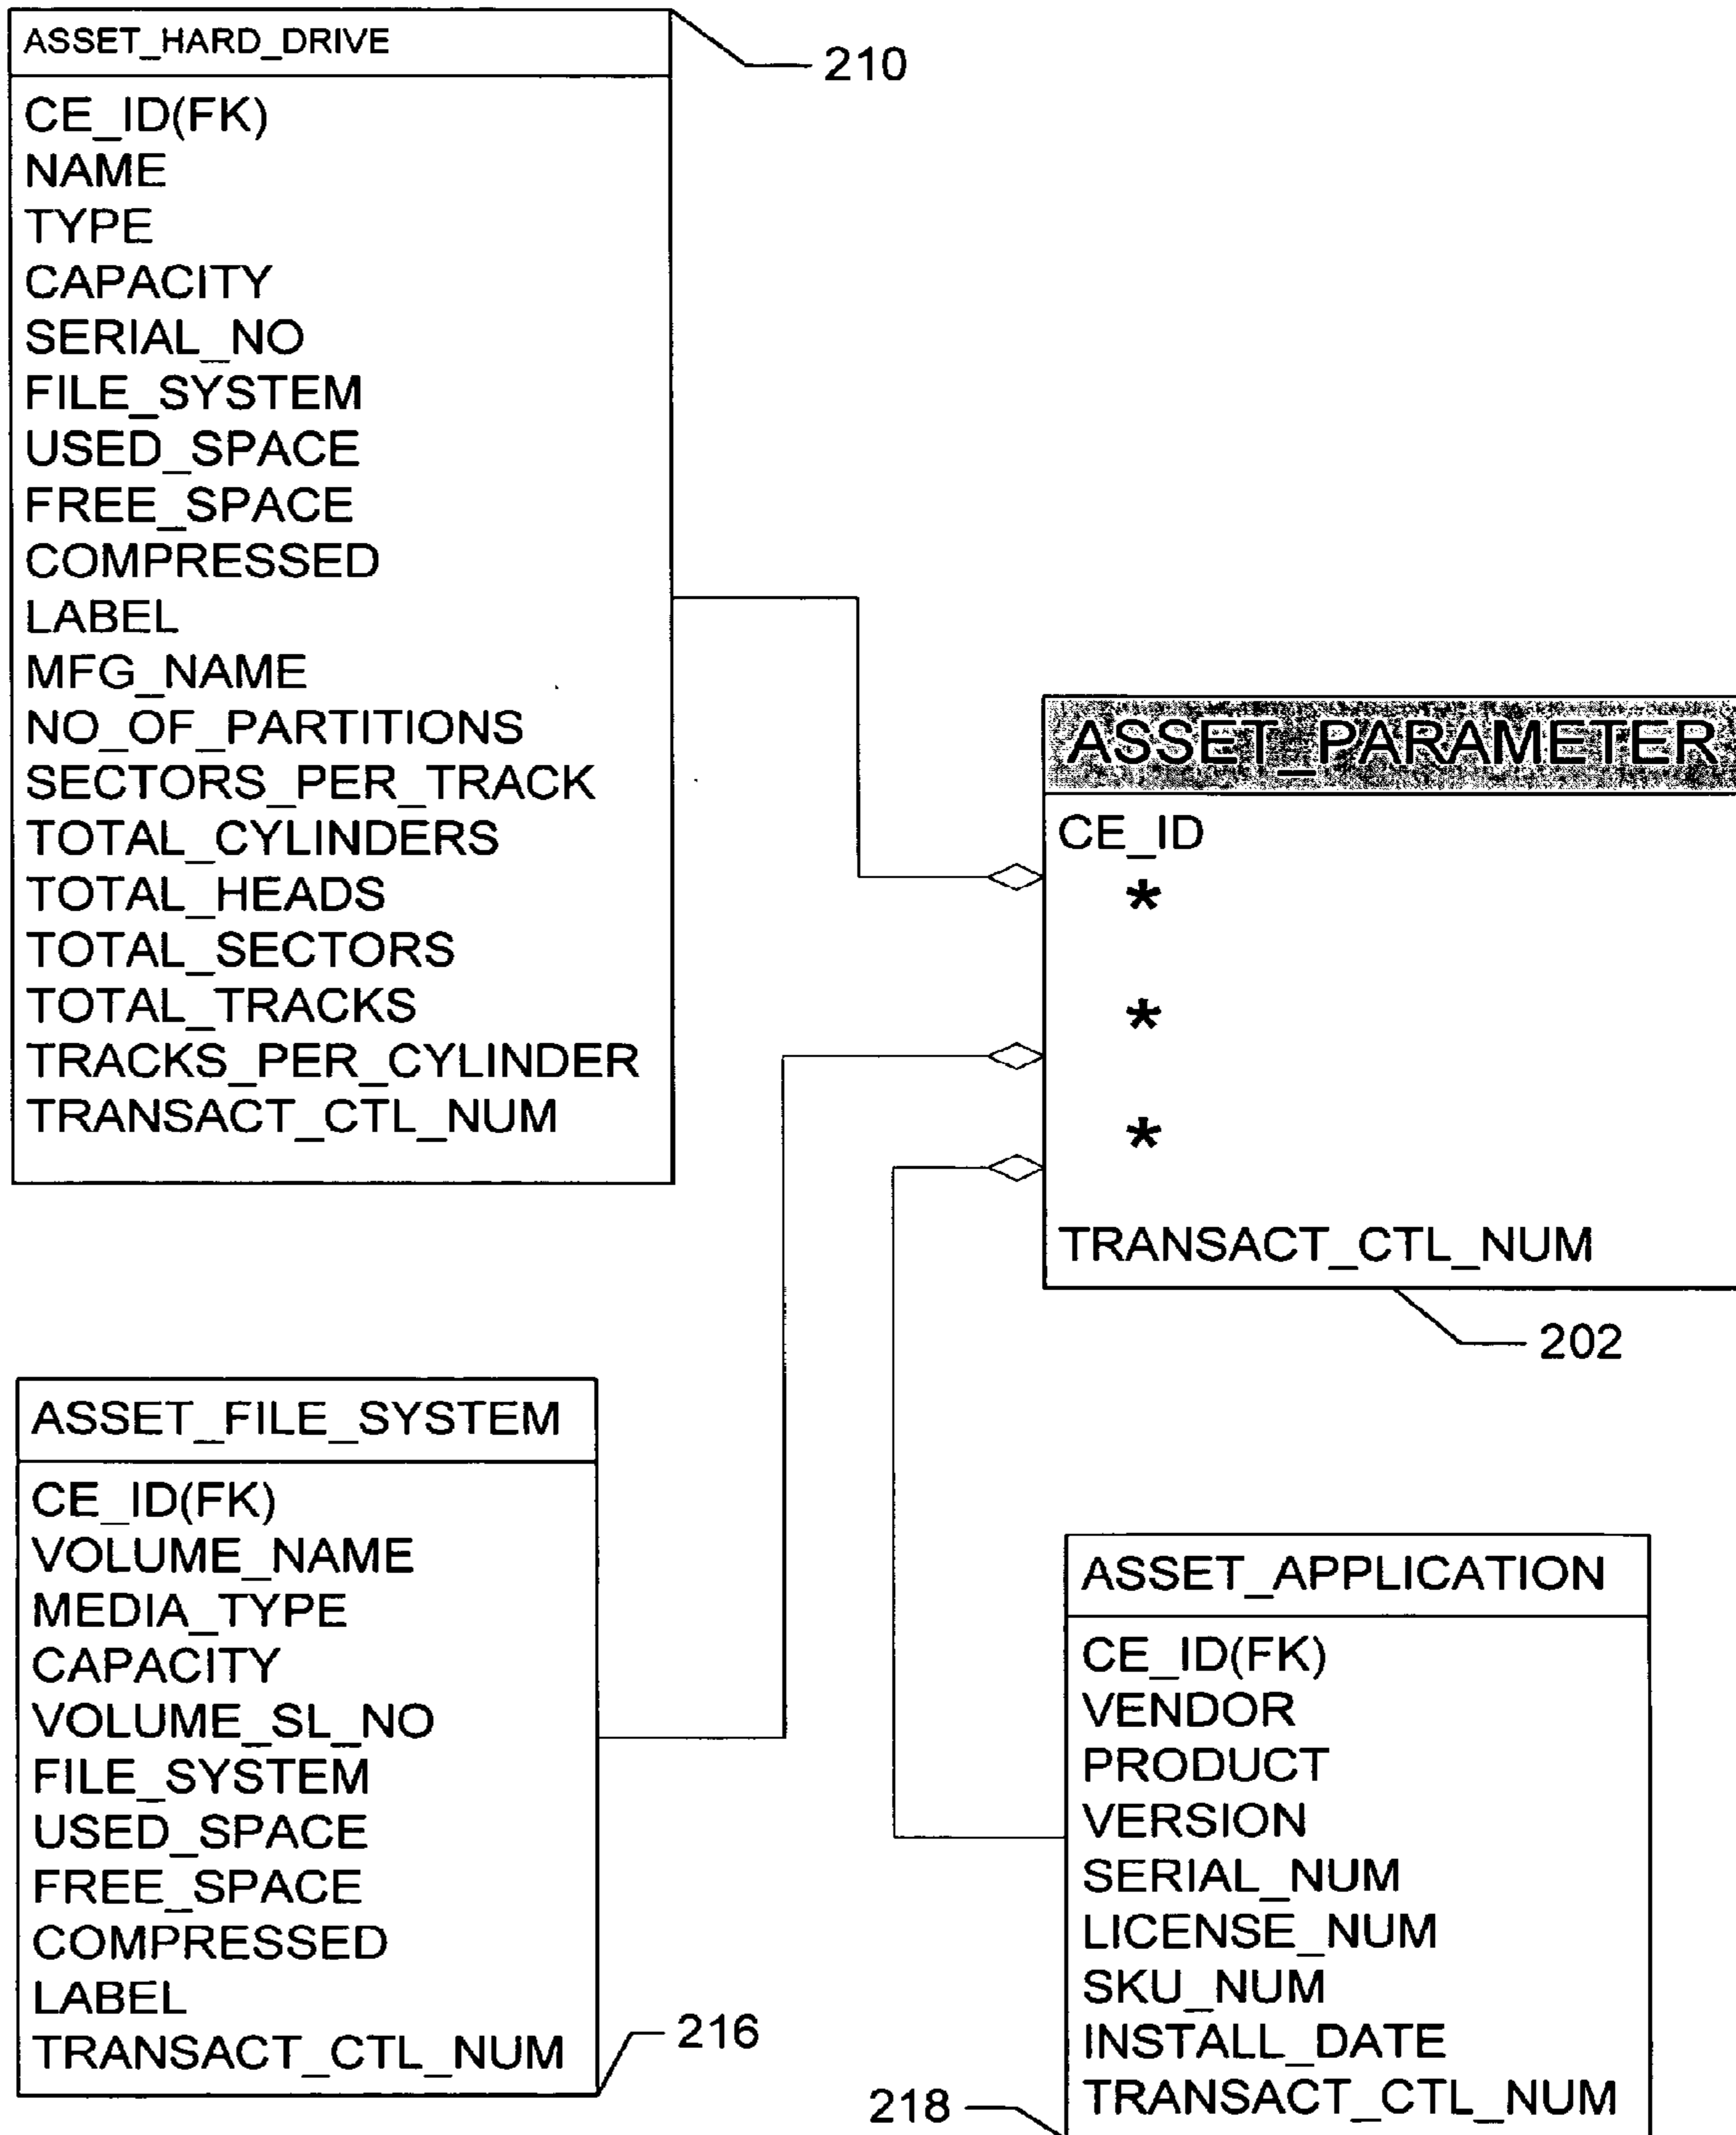 ASSET_HARD_DRIVE
210
CE_ID(FK)
NAME
TYPE
CAPACITY
SERIAL_NO
FILE_SYSTEM
USED_SPACE
FREE_SPACE
COMPRESSED
LABEL
MFG_NAME
NO_OF_PARTITIONS
SECTORS_PER_TRACK
TOTAL_CYLINDERS
TOTAL_HEADS
TOTAL_SECTORS
TOTAL_TRACKS
TRACKS_PER_CYLINDER
TRANSACT_CTL_NUM
ASSET_PARAMETER
CE_ID
*
*
*
TRANSACT_CTL_NUM
202
ASSET_FILE_SYSTEM
CE_ID(FK)
VOLUME_NAME
MEDIA_TYPE
CAPACITY
VOLUME_SL_NO
FILE_SYSTEM
USED_SPACE
FREE_SPACE
COMPRESSED
LABEL
TRANSACT_CTL_NUM
216
ASSET_APPLICATION
CE_ID(FK)
VENDOR
PRODUCT
VERSION
SERIAL_NUM
LICENSE_NUM
SKU_NUM
INSTALL_DATE
TRANSACT_CTL_NUM
218